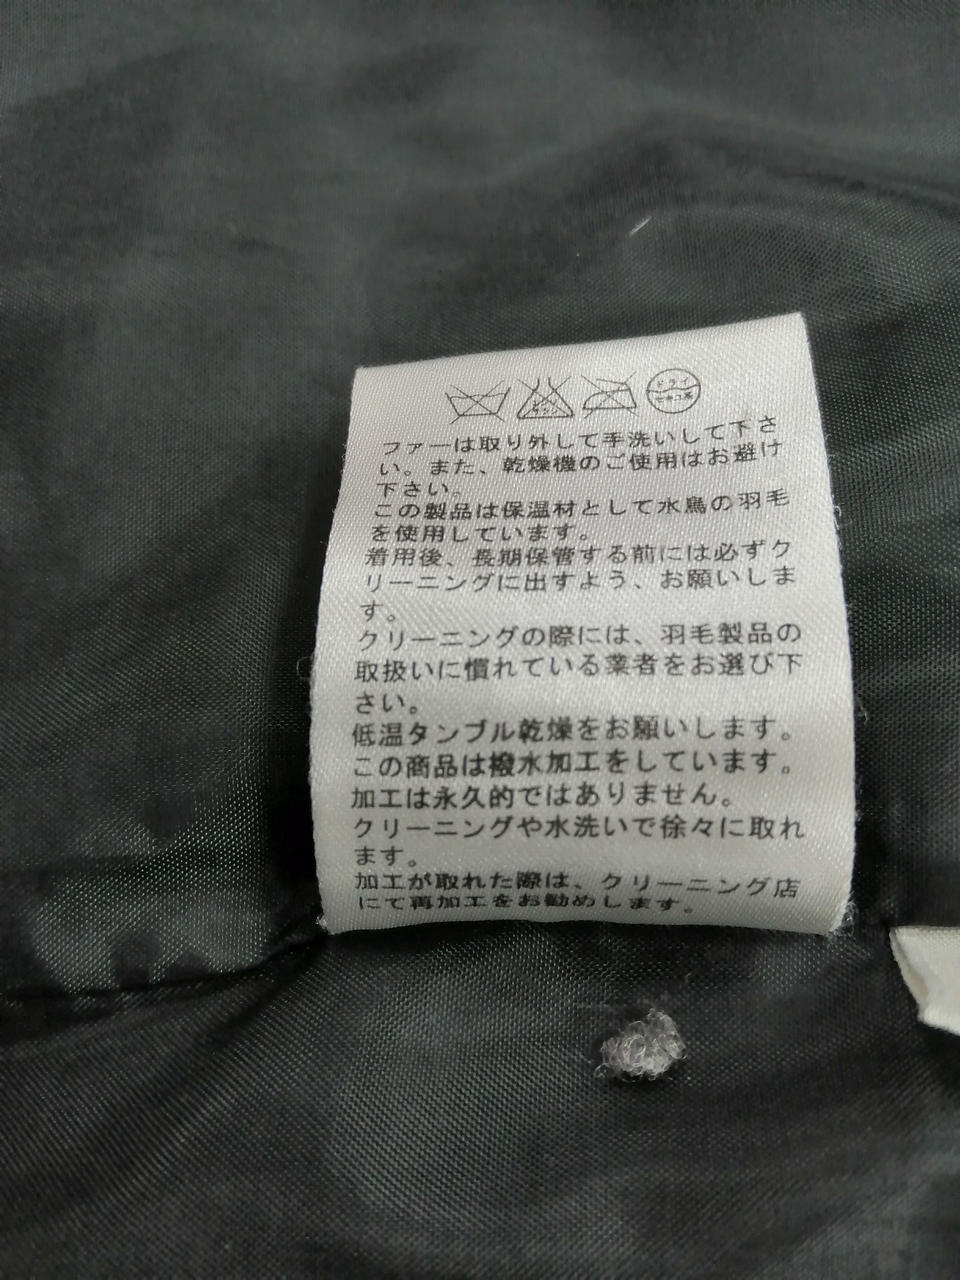 ドライ
セキユ系
ファーは取り外して手洗いして下さ
い。また、乾燥機のご使用はお避け
下さい。
この製品は保温材として水鳥の羽毛
を使用しています。
着用後、長期保管する前には必ずク
リーニングに出すよう、お願いしま
す。
クリーニングの際には、羽毛製品の
取扱いに慣れている業者をお選び下
さい。
低温タンブル乾燥をお願いします。
この商品は撥水加工をしています。
加工は永久的ではありません。
クリーニングや水洗いで徐々に取れ
ます。
加工が取れた際は、クリーニング店
にて再加工をお勧めします。